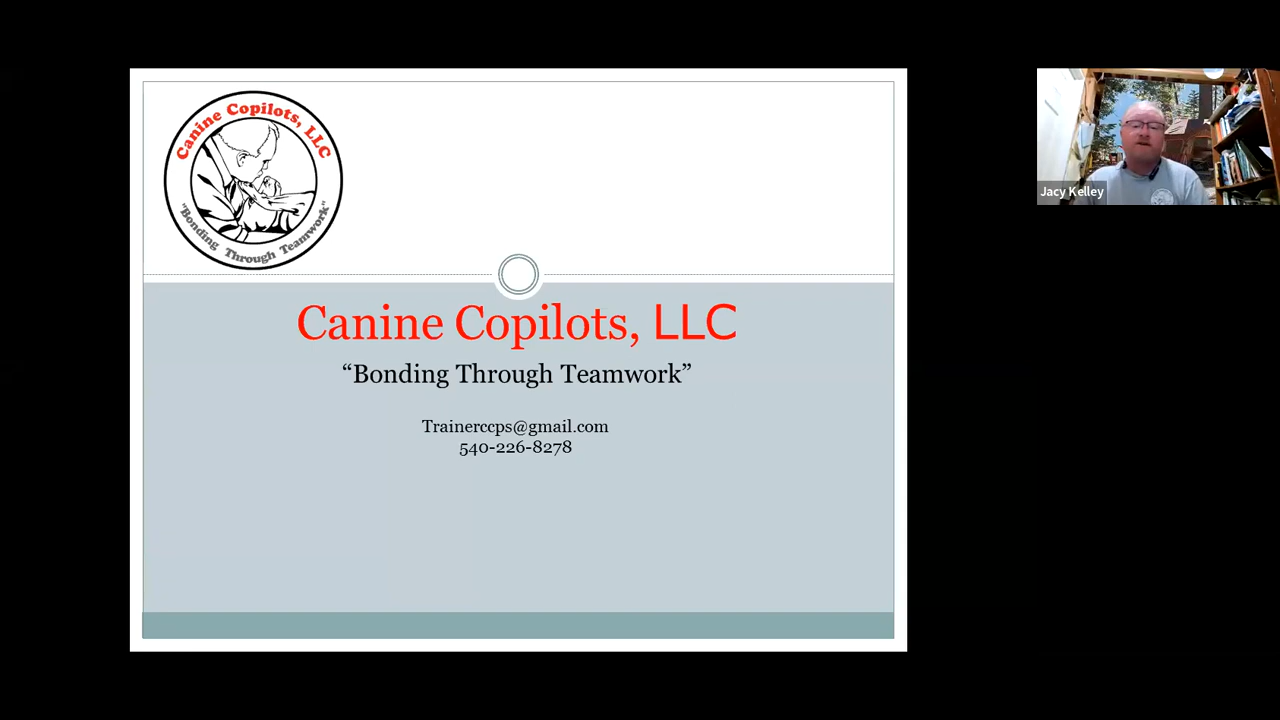 Canine Copilots, LLC
"Bonding Through Teamwork"
Canine Copilots, LLC
“Bonding Through Teamwork”
Trainerccps@gmail.com
540-226-8278
Jacy Kelley